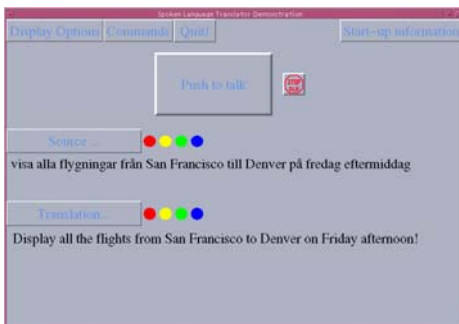 Spoken Language Translator Demonstration
Display Options Commands Quit! Start-up information
Push to talk
STOP
Source ...
visa alla flygningar från San Francisco till Denver på fredag eftermiddag
Translation...
Display all the flights from San Francisco to Denver on Friday afternoon!